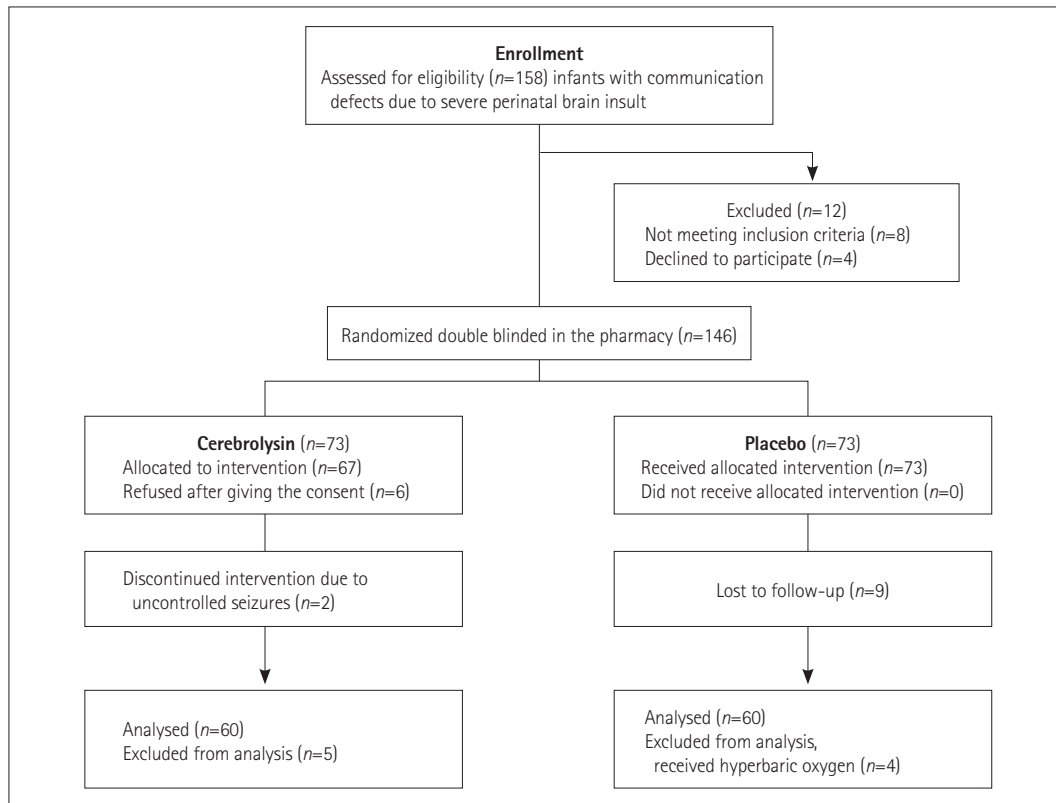 Enrollment
Assessed for eligibility (n=158) infants with communication
defects due to severe perinatal brain insult
Excluded (n=12)
Not meeting inclusion criteria (n=8)
Declined to participate (n=4)
Randomized double blinded in the pharmacy (n=146)
Cerebrolysin (n=73)
Allocated to intervention (n=67)
Refused after giving the consent (n=6)
Placebo (n=73)
Received allocated intervention (n=73)
Did not receive allocated intervention (n=0)
Discontinued intervention due to
uncontrolled seizures (n=2)
Lost to follow-up (n=9)
Analysed (n=60)
Excluded from analysis (n=5)
Analysed (n=60)
Excluded from analysis,
received hyperbaric oxygen (n=4)